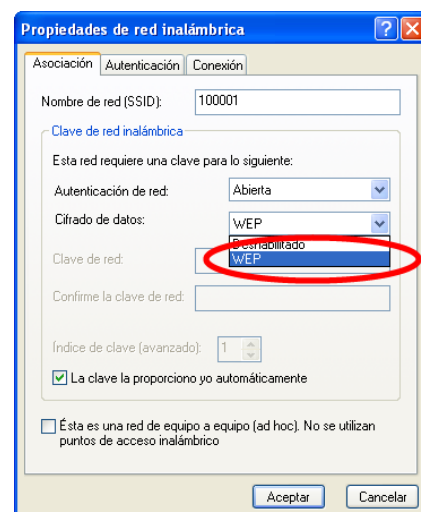 Propiedades de red inalámbrica
Asociación Autenticación Conexión
Nombre de red (SSID): 100001
Clave de red inalámbrica
Esta red requiere una clave para lo siguiente:
Autenticación de red: Abierta
Cifrado de datos: WEP
Deshabilitado
WEP
Clave de red:
Confirme la clave de red:
Índice de clave (avanzado): 1
La clave la proporciono yo automáticamente
Ésta es una red de equipo a equipo (ad hoc). No se utilizan
puntos de acceso inalámbrico
Aceptar Cancelar